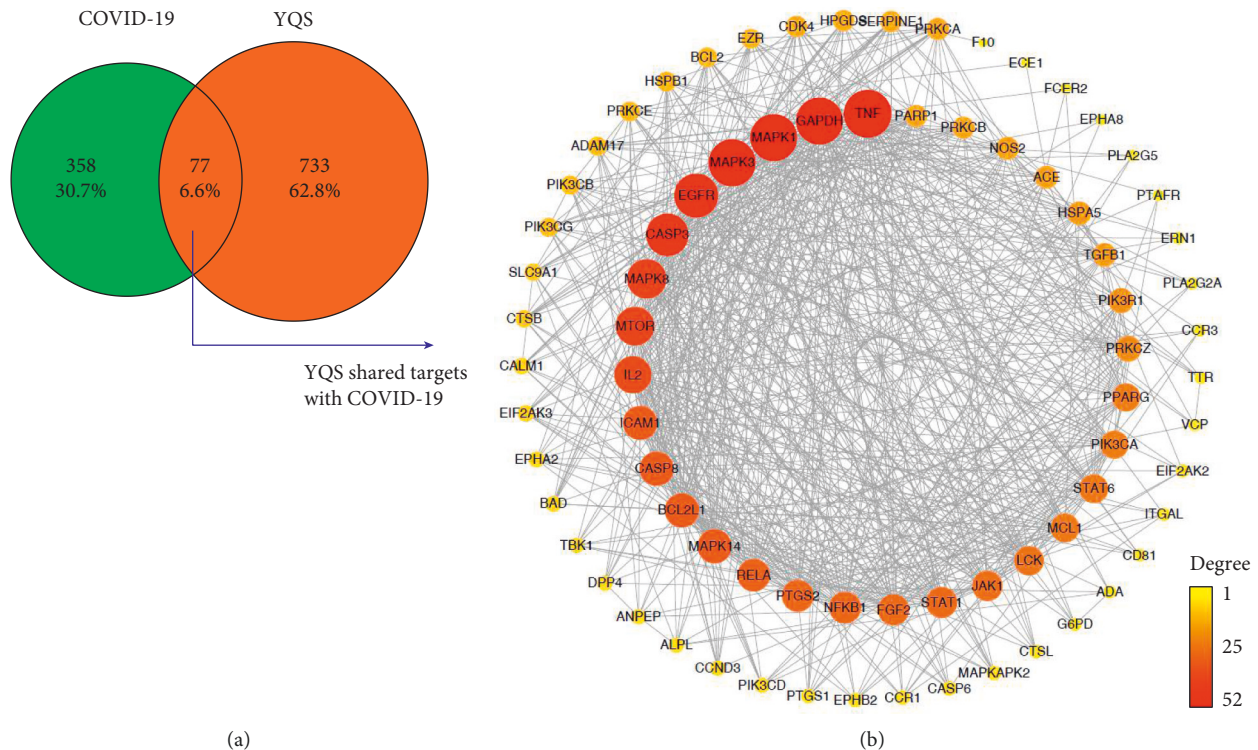 COVID-19
YQS
358
30.7%
77
6.6%
733
62.8%
YQS shared targets
with COVID-19
(a)
TNF
PARP1
PRKCB
NOS2
ACE
HSPA5
TGFB1
PIK3R1
PRKCZ
PPARG
PIK3CA
STAT6
MCL1
LCK
JAK1
STAT1
FGF2
NFKB1
PTGS2
RELA
MAPK14
BCL2L1
CASP8
ICAM1
IL2
MTOR
MAPK8
CASP3
EGFR
MAPK3
MAPK1
GAPDH
F10
ECE1
FCER2
EPHA8
PLA2G5
PTAFR
ERN1
PLA2G2A
CCR3
TTR
VCP
EIF2AK2
ITGAL
CD81
ADA
G6PD
CTSL
MAPKAPK2
CASP6
CCR1
EPHB2
PTGS1
PIK3CD
CCND3
ALPL
ANPEP
DPP4
TBK1
BAD
EPHA2
EIF2AK3
CALM1
CTSB
SLC9A1
PIK3CG
PIK3CB
ADAM17
PRKCE
HSPB1
BCL2
EZR
CDK4
HPGDS
SERPINE1
PRKCA
Degree
1
25
52
(b)